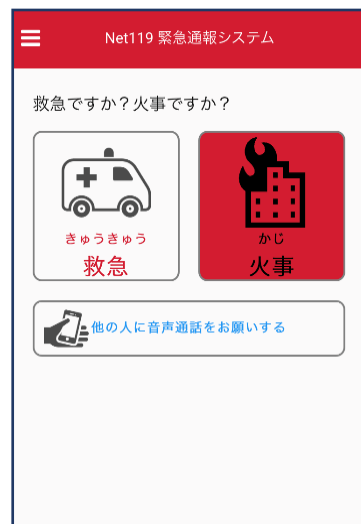 Net119 緊急通報システム
救急ですか？火事ですか？
きゅうきゅう
救急
かじ
火事
他の人に音声通話をお願いする